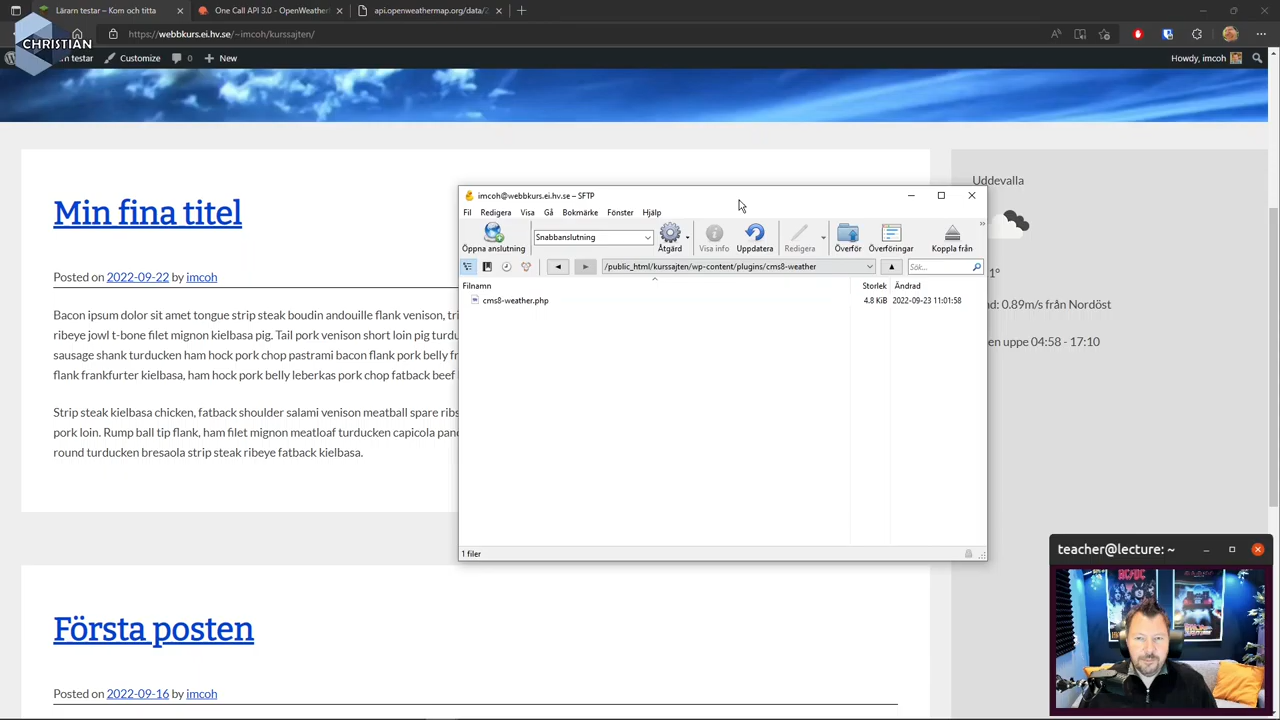 Lärarn testar – Kom och titta
One Call API 3.0 - OpenWeather
api.openweathermap.org/data/2
https://webbkurs.ei.hv.se/~imcoh/kurssajten/
CHRISTIAN
testar
Customize
0
New
Howdy, imcoh
Min fina titel
Posted on 2022-09-22 by imcoh
Bacon ipsum dolor sit amet tongue strip steak boudin andouille flank venison, tri
ribeye jowl t-bone filet mignon kielbasa pig. Tail pork venison short loin pig turdu
sausage shank turducken ham hock pork chop pastrami bacon flank pork belly fr
flank frankfurter kielbasa, ham hock pork belly leberkas pork chop fatback beef
Strip steak kielbasa chicken, fatback shoulder salami venison meatball spare ribs
pork loin. Rump ball tip flank, ham filet mignon meatloaf turducken capicola panc
round turducken bresaola strip steak ribeye fatback kielbasa.
Första posten
Posted on 2022-09-16 by imcoh
imcoh@webbkurs.ei.hv.se – SFTP
Fil Redigera Visa Gå Bokmärke Fönster Hjälp
Öppna anslutning
Snabbanslutning
Åtgärd
Visa info
Uppdatera
Redigera
Överför
Överföringar
Koppla från
/public_html/kurssajten/wp-content/plugins/cms8-weather
Sök...
Filnamn Storlek Ändrad
cms8-weather.php 4.8 KiB 2022-09-23 11:01:58
1 filer
Uddevalla
1°
nd: 0.89m/s från Nordöst
en uppe 04:58 - 17:10
teacher@lecture: ~
AC/DC